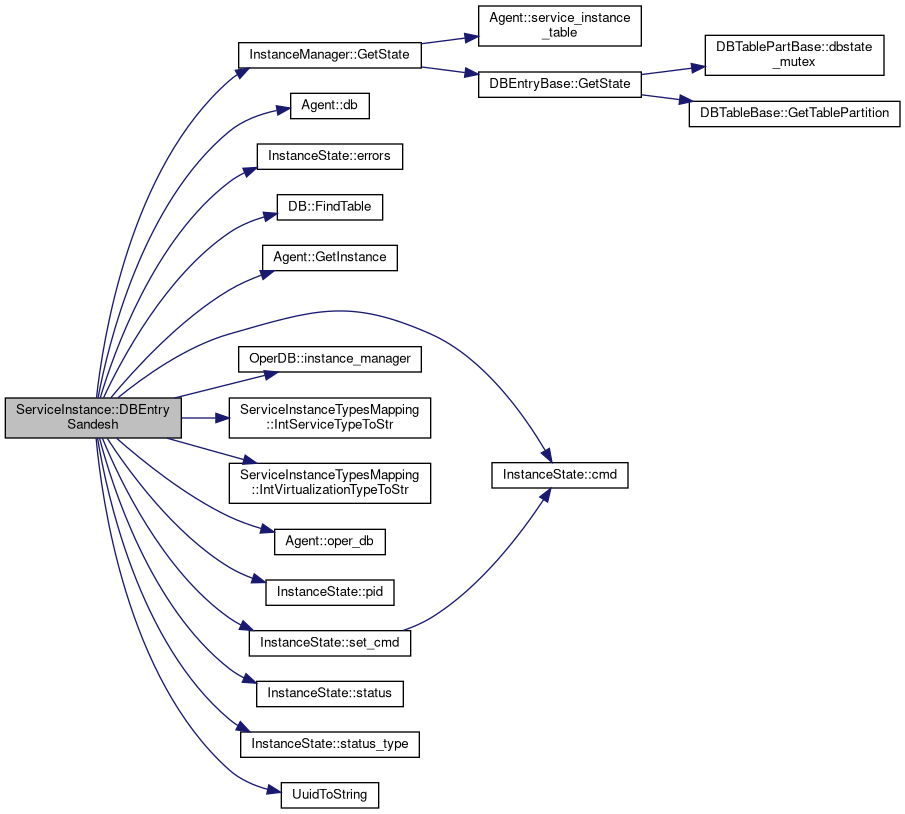 Agent::service_instance
_table
InstanceManager::GetState
DBTablePartBase::dbstate
_mutex
DBEntryBase::GetState
Agent::db
DBTableBase::GetTablePartition
InstanceState::errors
DB::FindTable
Agent::GetInstance
OperDB::instance_manager
ServiceInstance::DBEntry
Sandesh
ServiceInstanceTypesMapping
::IntServiceTypeToStr
ServiceInstanceTypesMapping
::IntVirtualizationTypeToStr
InstanceState::cmd
Agent::oper_db
InstanceState::pid
InstanceState::set_cmd
InstanceState::status
InstanceState::status_type
UuidToString